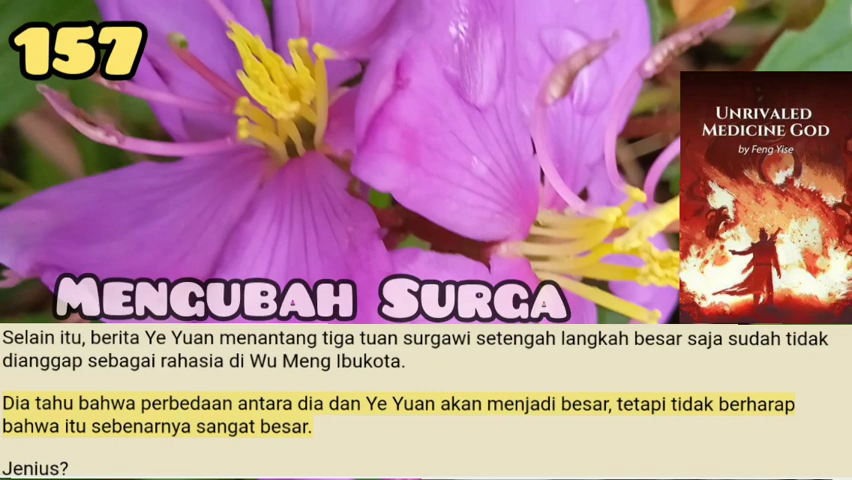 157
UNRIVALED
MEDICINE GOD
by Feng Yise
MENGUBAH SURGA
Selain itu, berita Ye Yuan menantang tiga tuan surgawi setengah langkah besar saja sudah tidak
dianggap sebagai rahasia di Wu Meng Ibukota.
Dia tahu bahwa perbedaan antara dia dan Ye Yuan akan menjadi besar, tetapi tidak berharap
bahwa itu sebenarnya sangat besar.
Jenius?